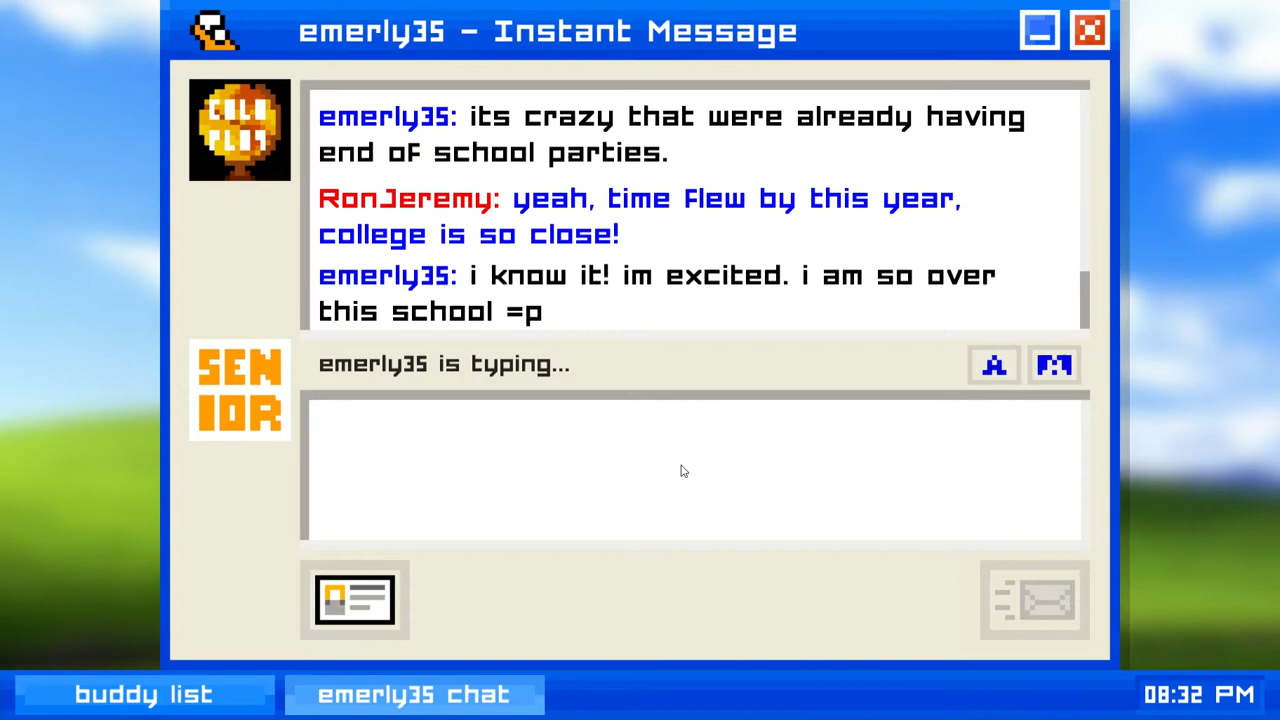 emerly35 - Instant Message
COLD
PLAY
emerly35: its crazy that were already having
end of school parties.
RonJeremy: yeah, time flew by this year,
college is so close!
emerly35: i know it! im excited. i am so over
this school =p
SEN
IOR
emerly35 is typing...
A
buddy list
emerly35 chat
08:32 PM